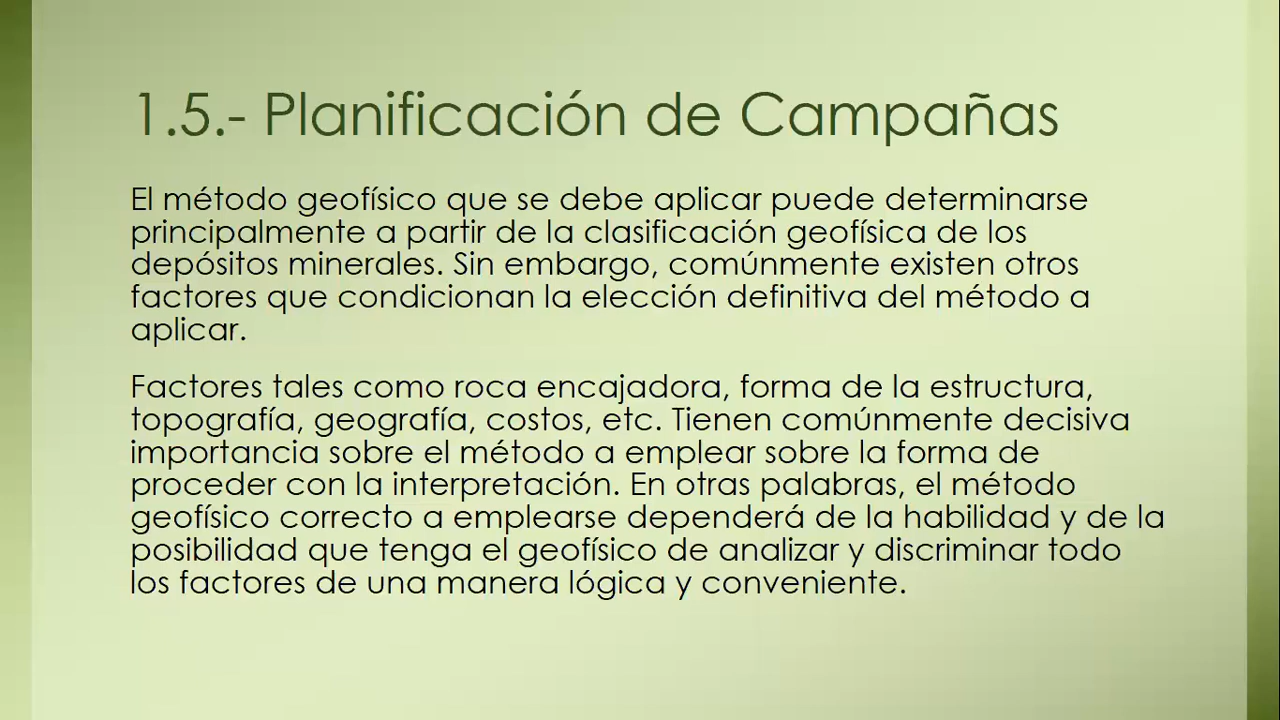 1.5.- Planificación de Campañas
El método geofísico que se debe aplicar puede determinarse
principalmente a partir de la clasificación geofísica de los
depósitos minerales. Sin embargo, comúnmente existen otros
factores que condicionan la elección definitiva del método a
aplicar.
Factores tales como roca encajadora, forma de la estructura,
topografía, geografía, costos, etc. Tienen comúnmente decisiva
importancia sobre el método a emplear sobre la forma de
proceder con la interpretación. En otras palabras, el método
geofísico correcto a emplearse dependerá de la habilidad y de la
posibilidad que tenga el geofísico de analizar y discriminar todo
los factores de una manera lógica y conveniente.